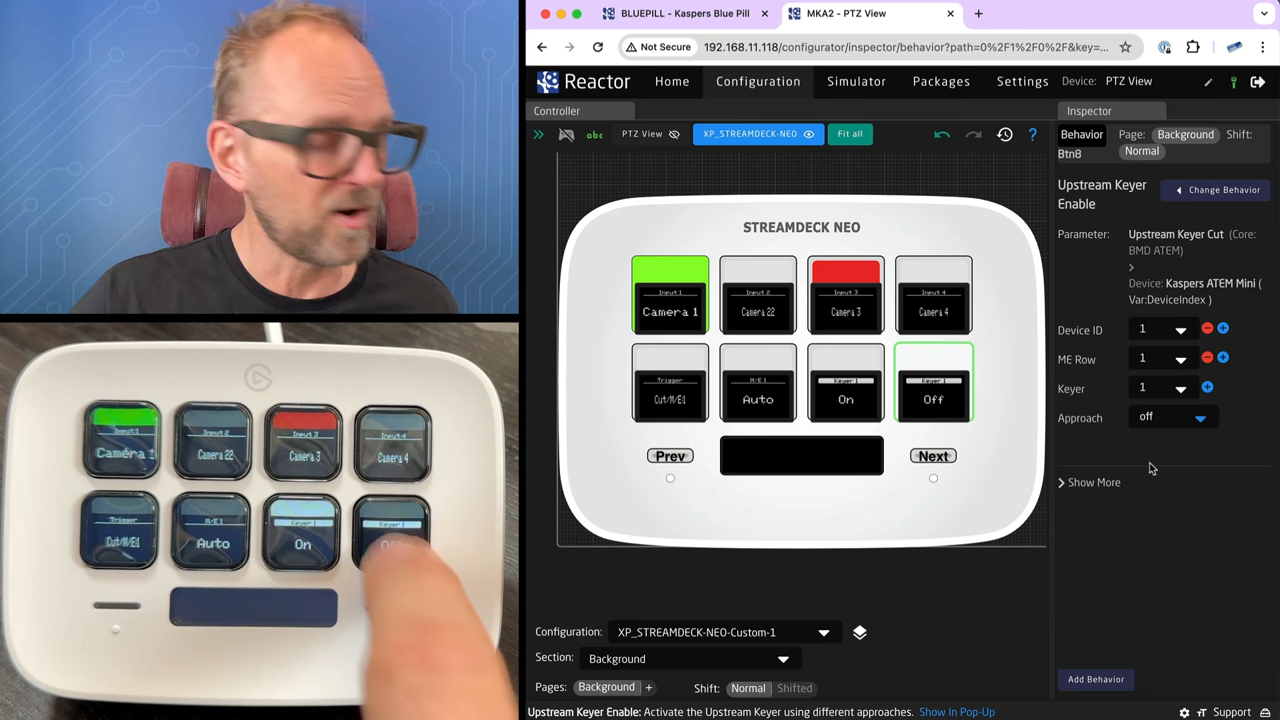 BLUEPILL - Kaspers Blue Pill
MKA2 - PTZ View
Not Secure
192.168.11.118/configurator/inspector/behavior?path=0%2F1%2F0%2F&key=...
Reactor
Home
Configuration
Simulator
Packages
Settings
Device: PTZ View
Controller
Inspector
abc
PTZ View
XP_STREAMDECK-NEO
Fit all
?
Behavior
Page: Background
Shift:
Normal
Btn8
Upstream Keyer
Enable
Change Behavior
Parameter:
Upstream Keyer Cut (Core:
BMD ATEM)
>
Device: Kaspers ATEM Mini (
Var:DeviceIndex )
Device ID
1
ME Row
1
Keyer
1
Approach
off
Show More
Add Behavior
STREAMDECK NEO
Input 1
Camera 1
Input 2
Camera 22
Input 3
Camera 3
Input 4
Camera 4
Trigger
Cut/M/E1
M/E 1
Auto
Keyer 1
On
Keyer 1
Off
Prev
Next
Configuration:
XP_STREAMDECK-NEO-Custom-1
Section:
Background
Pages:
Background
+
Shift:
Normal
Shifted
Upstream Keyer Enable: Activate the Upstream Keyer using different approaches.
Show In Pop-Up
Support
Input 1
Camera 1
Input 2
Camera 22
Input 3
Camera 3
Input 4
Camera 4
Trigger
Cut/M/E1
M/E 1
Auto
Keyer 1
On
Keyer 1